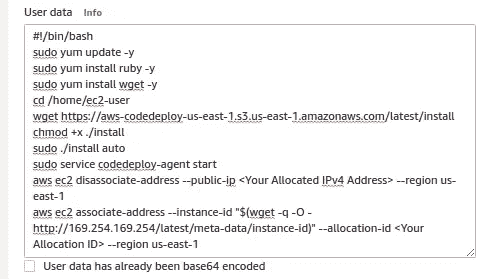 User data Info
#!/bin/bash
sudo yum update -y
sudo yum install ruby -y
sudo yum install wget -y
cd /home/ec2-user
wget https://aws-codedeploy-us-east-1.s3.us-east-1.amazonaws.com/latest/install
chmod +x ./install
sudo ./install auto
sudo service codedeploy-agent start
aws ec2 disassociate-address --public-ip <Your Allocated IPv4 Address> --region us-
east-1
aws ec2 associate-address --instance-id "$(wget -q -O -
http://169.254.169.254/latest/meta-data/instance-id)" --allocation-id <Your
Allocation ID> --region us-east-1
User data has already been base64 encoded